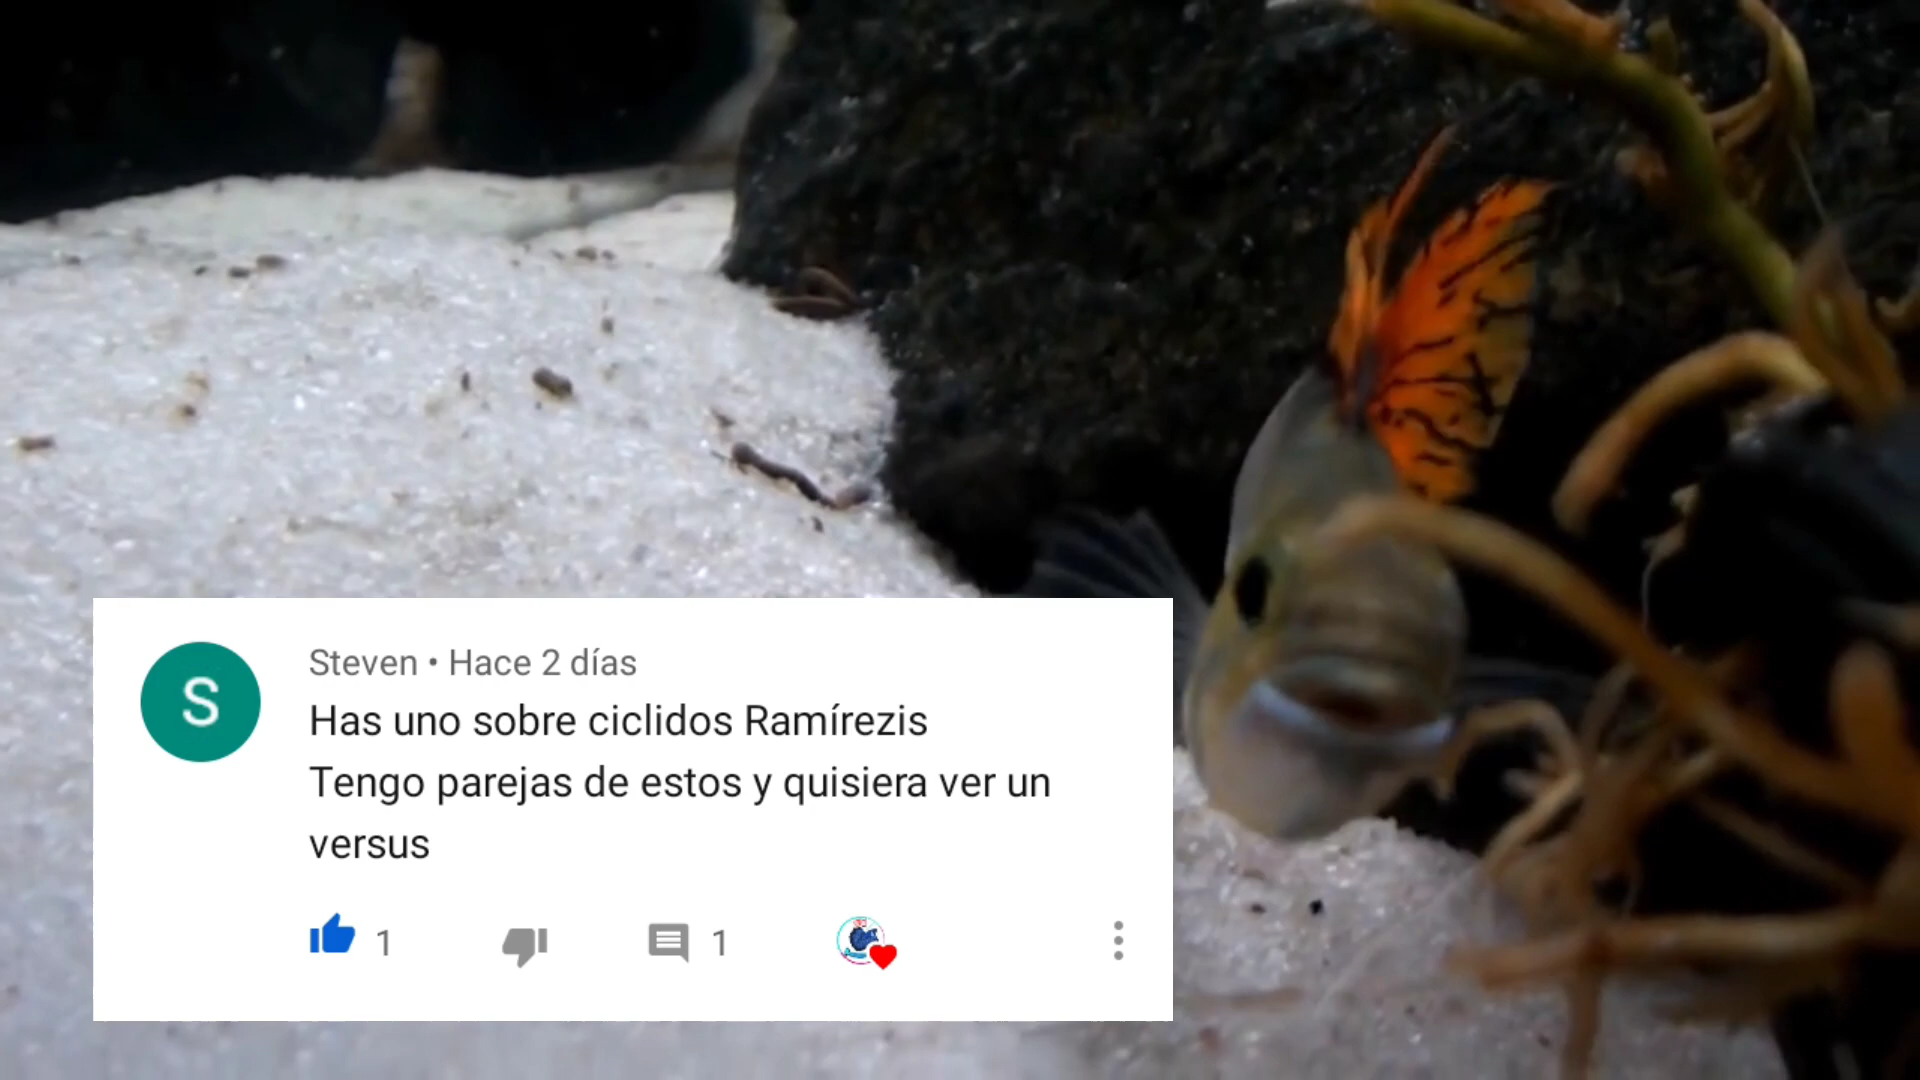 S
Steven • Hace 2 días
Has uno sobre ciclidos Ramírezis
Tengo parejas de estos y quisiera ver un
versus
1
1